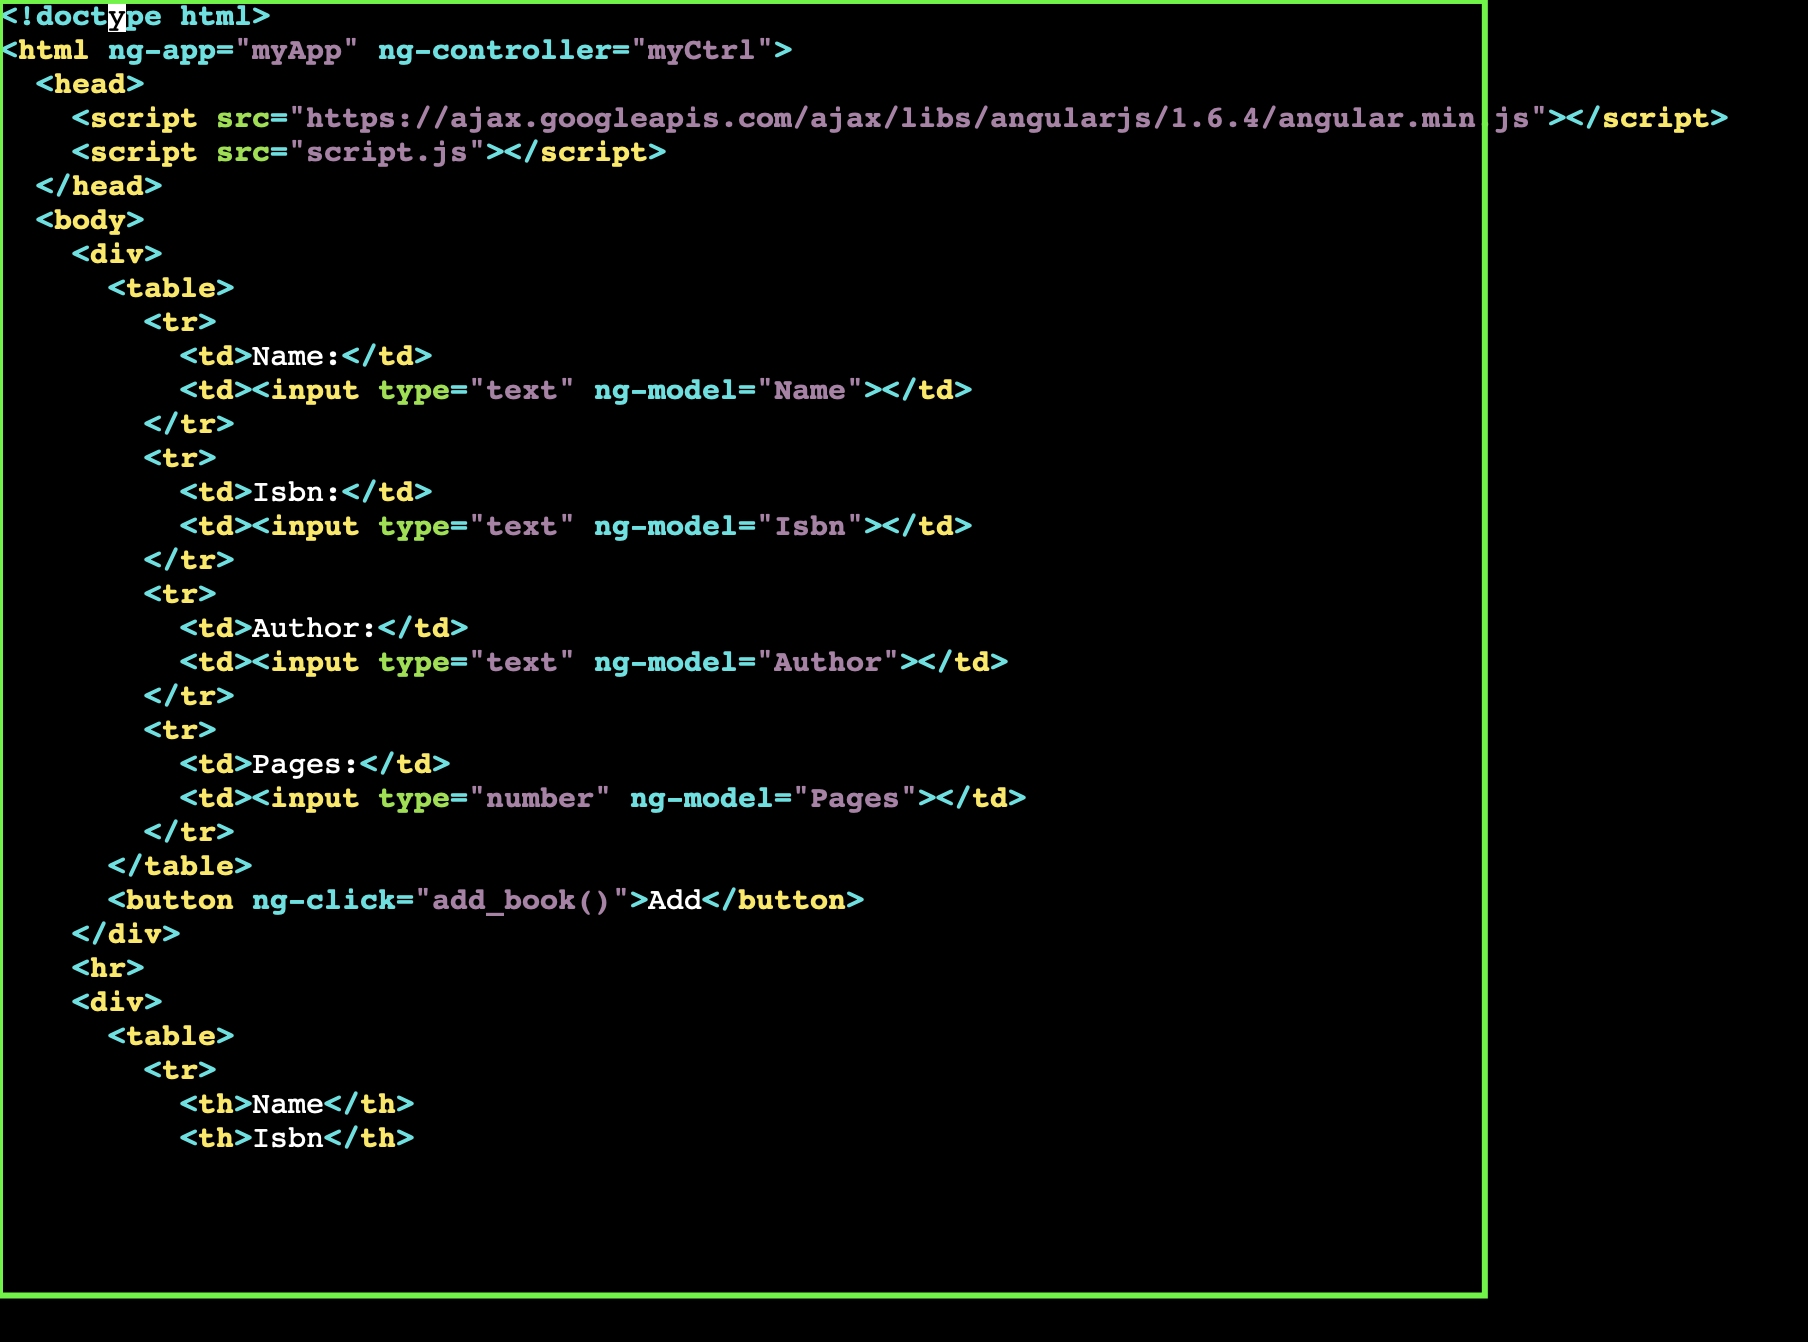 <!doctype html>
<html ng-app="myApp" ng-controller="myCtrl">
  <head>
    <script src="https://ajax.googleapis.com/ajax/libs/angularjs/1.6.4/angular.min.js"></script>
    <script src="script.js"></script>
  </head>
  <body>
    <div>
      <table>
        <tr>
          <td>Name:</td>
          <td><input type="text" ng-model="Name"></td>
        </tr>
        <tr>
          <td>Isbn:</td>
          <td><input type="text" ng-model="Isbn"></td>
        </tr>
        <tr>
          <td>Author:</td>
          <td><input type="text" ng-model="Author"></td>
        </tr>
        <tr>
          <td>Pages:</td>
          <td><input type="number" ng-model="Pages"></td>
        </tr>
      </table>
      <button ng-click="add_book()">Add</button>
    </div>
    <hr>
    <div>
      <table>
        <tr>
          <th>Name</th>
          <th>Isbn</th>